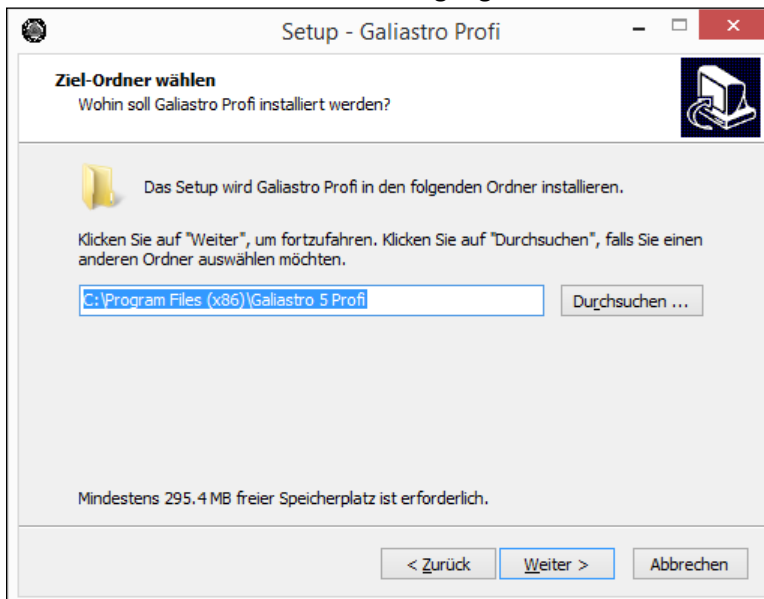 Setup - Galiastro Profi
Ziel-Ordner wählen
Wohin soll Galiastro Profi installiert werden?
Das Setup wird Galiastro Profi in den folgenden Ordner installieren.
Klicken Sie auf "Weiter", um fortzufahren. Klicken Sie auf "Durchsuchen", falls Sie einen
anderen Ordner auswählen möchten.
C:\Program Files (x86)\Galiastro 5 Profi
Durchsuchen ...
Mindestens 295.4 MB freier Speicherplatz ist erforderlich.
< Zurück
Weiter >
Abbrechen